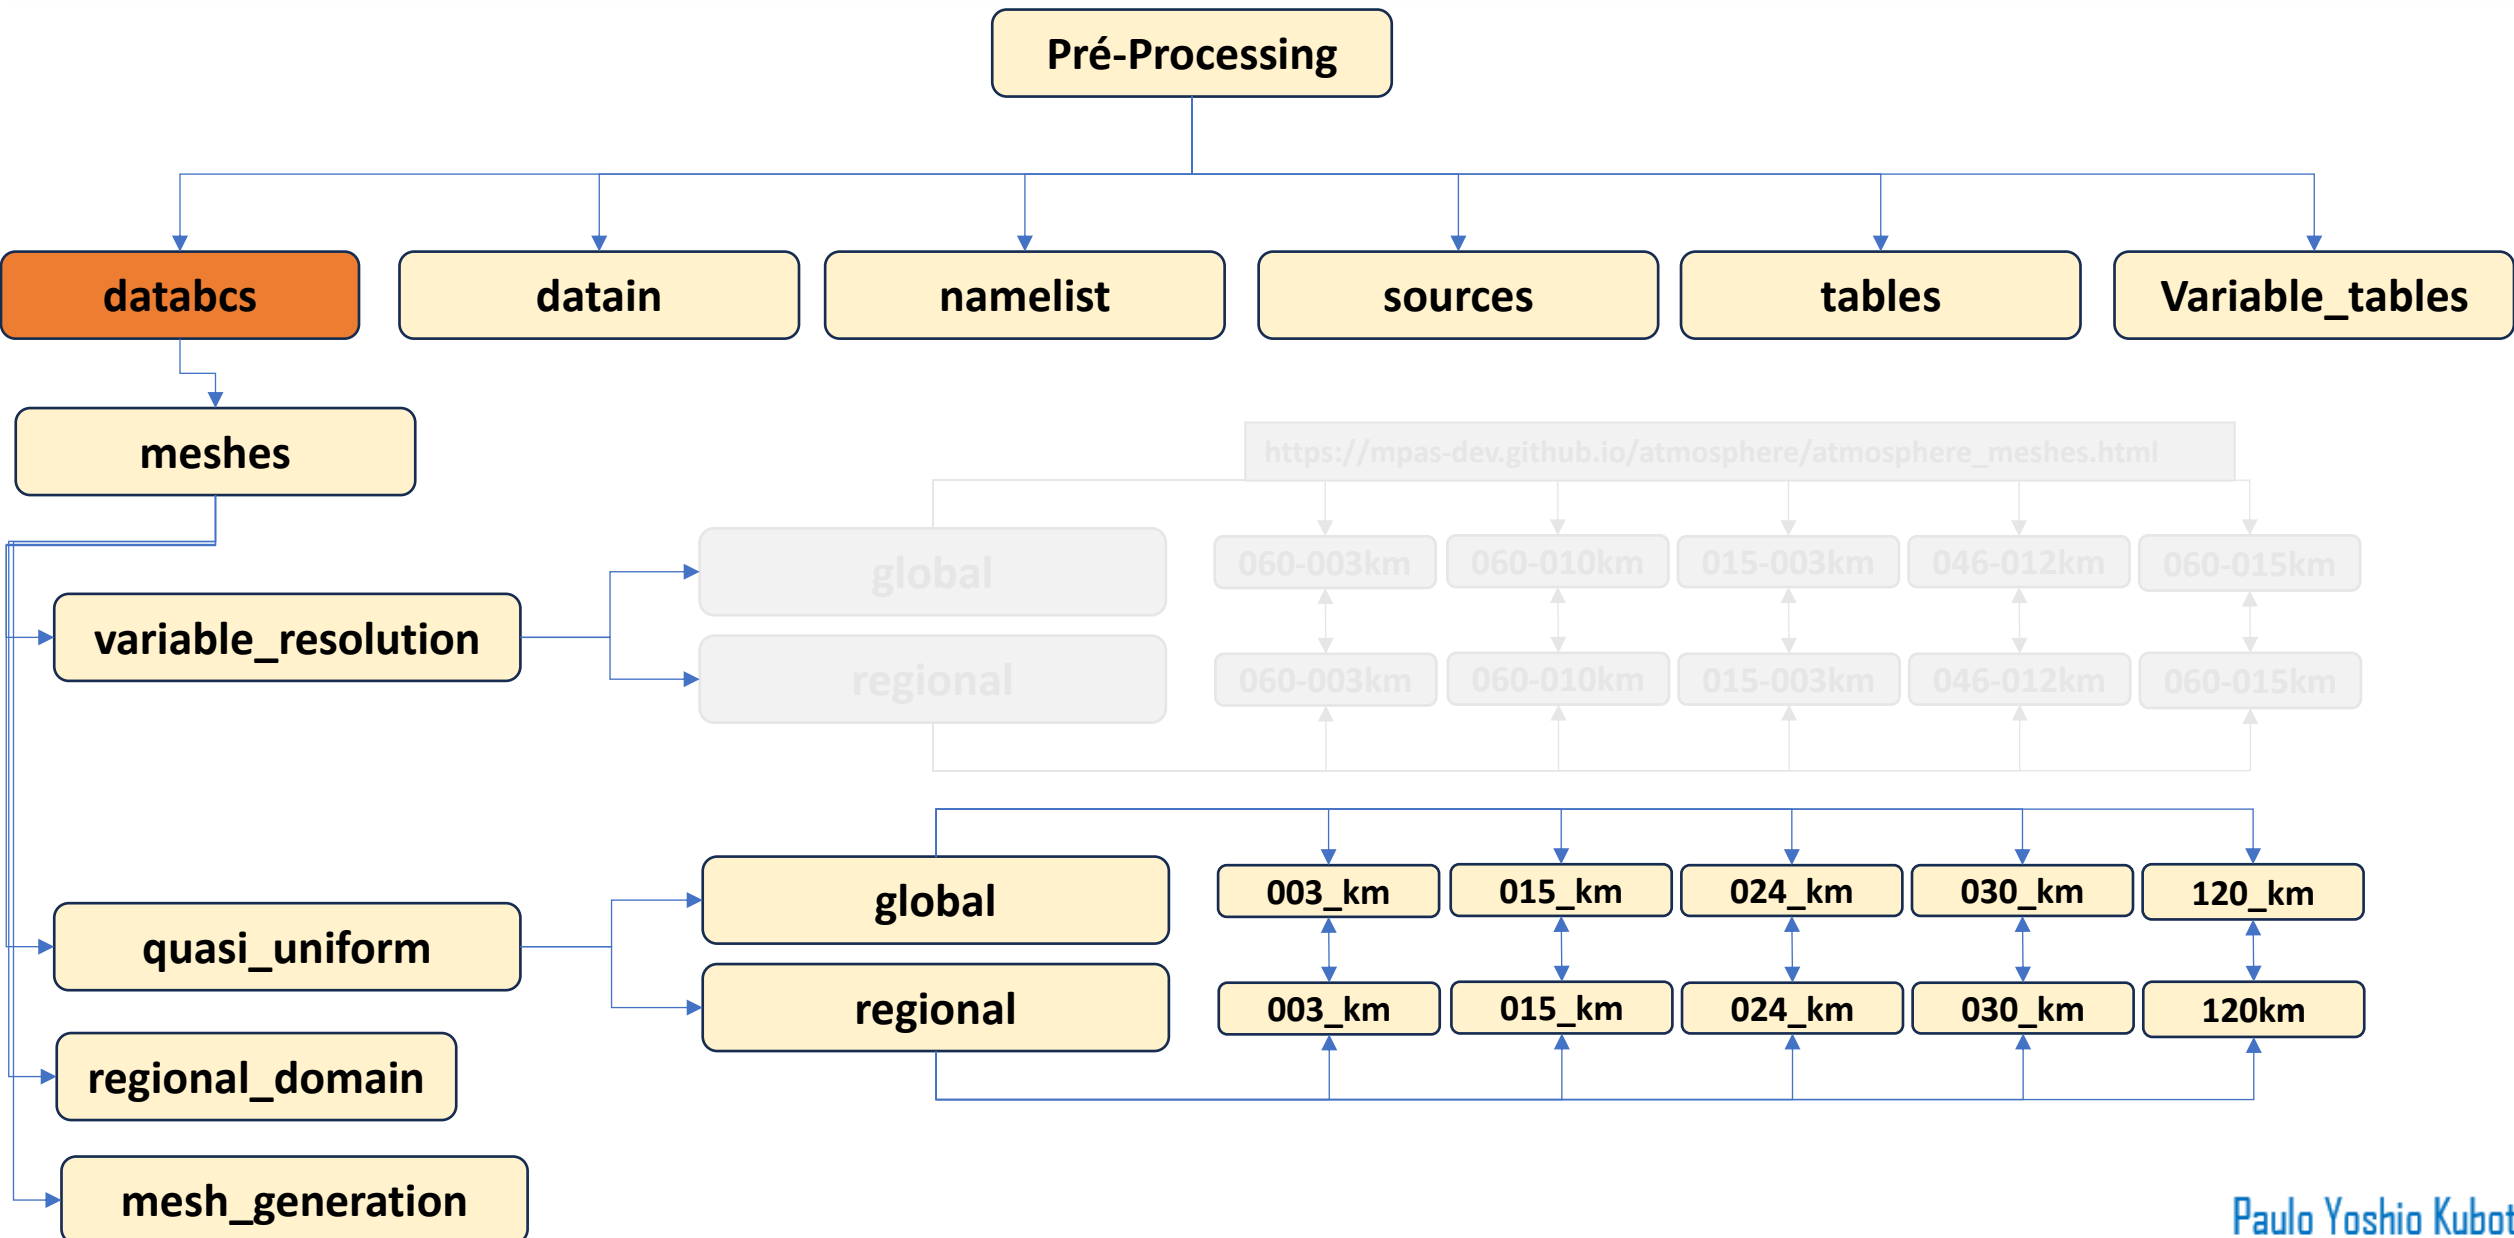 Pré-Processing
databcs
datain
namelist
sources
tables
Variable_tables
meshes
https://mpas-dev.github.io/atmosphere/atmosphere_meshes.html
variable_resolution
global
060-003km
060-010km
015-003km
046-012km
060-015km
regional
060-003km
060-010km
015-003km
046-012km
060-015km
quasi_uniform
global
003_km
015_km
024_km
030_km
120_km
regional
003_km
015_km
024_km
030_km
120km
regional_domain
mesh_generation
Paulo Yoshio Kubot